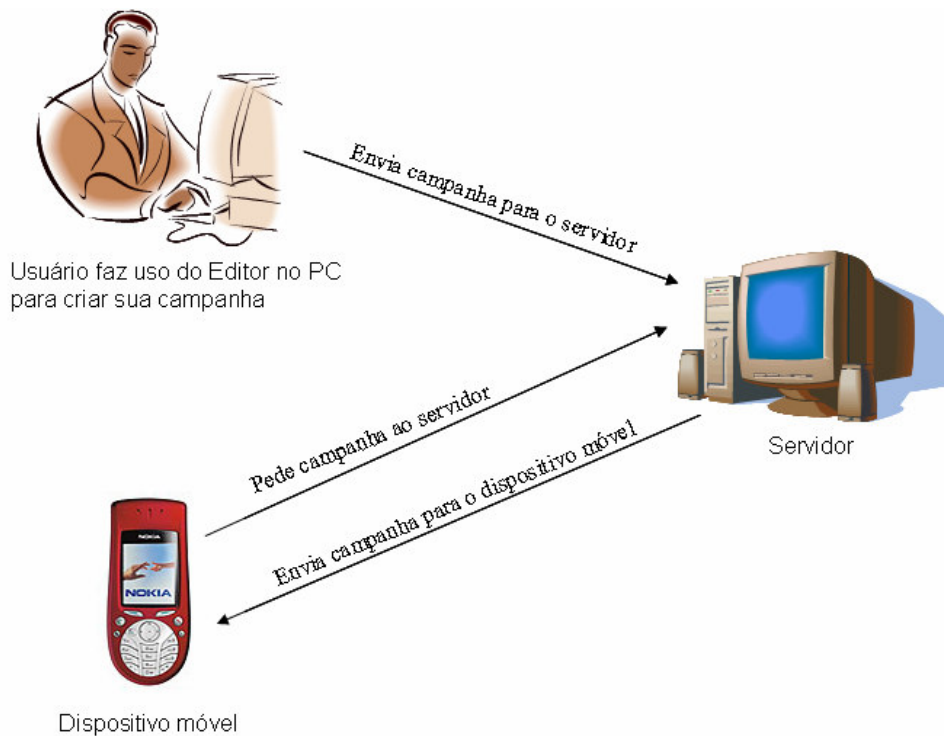 Envia campanha para o servidor
Usuário faz uso do Editor no PC
para criar sua campanha
Pede campanha ao servidor
Servidor
Envia campanha para o dispositivo móvel
NOKIA
NOKIA
Dispositivo móvel